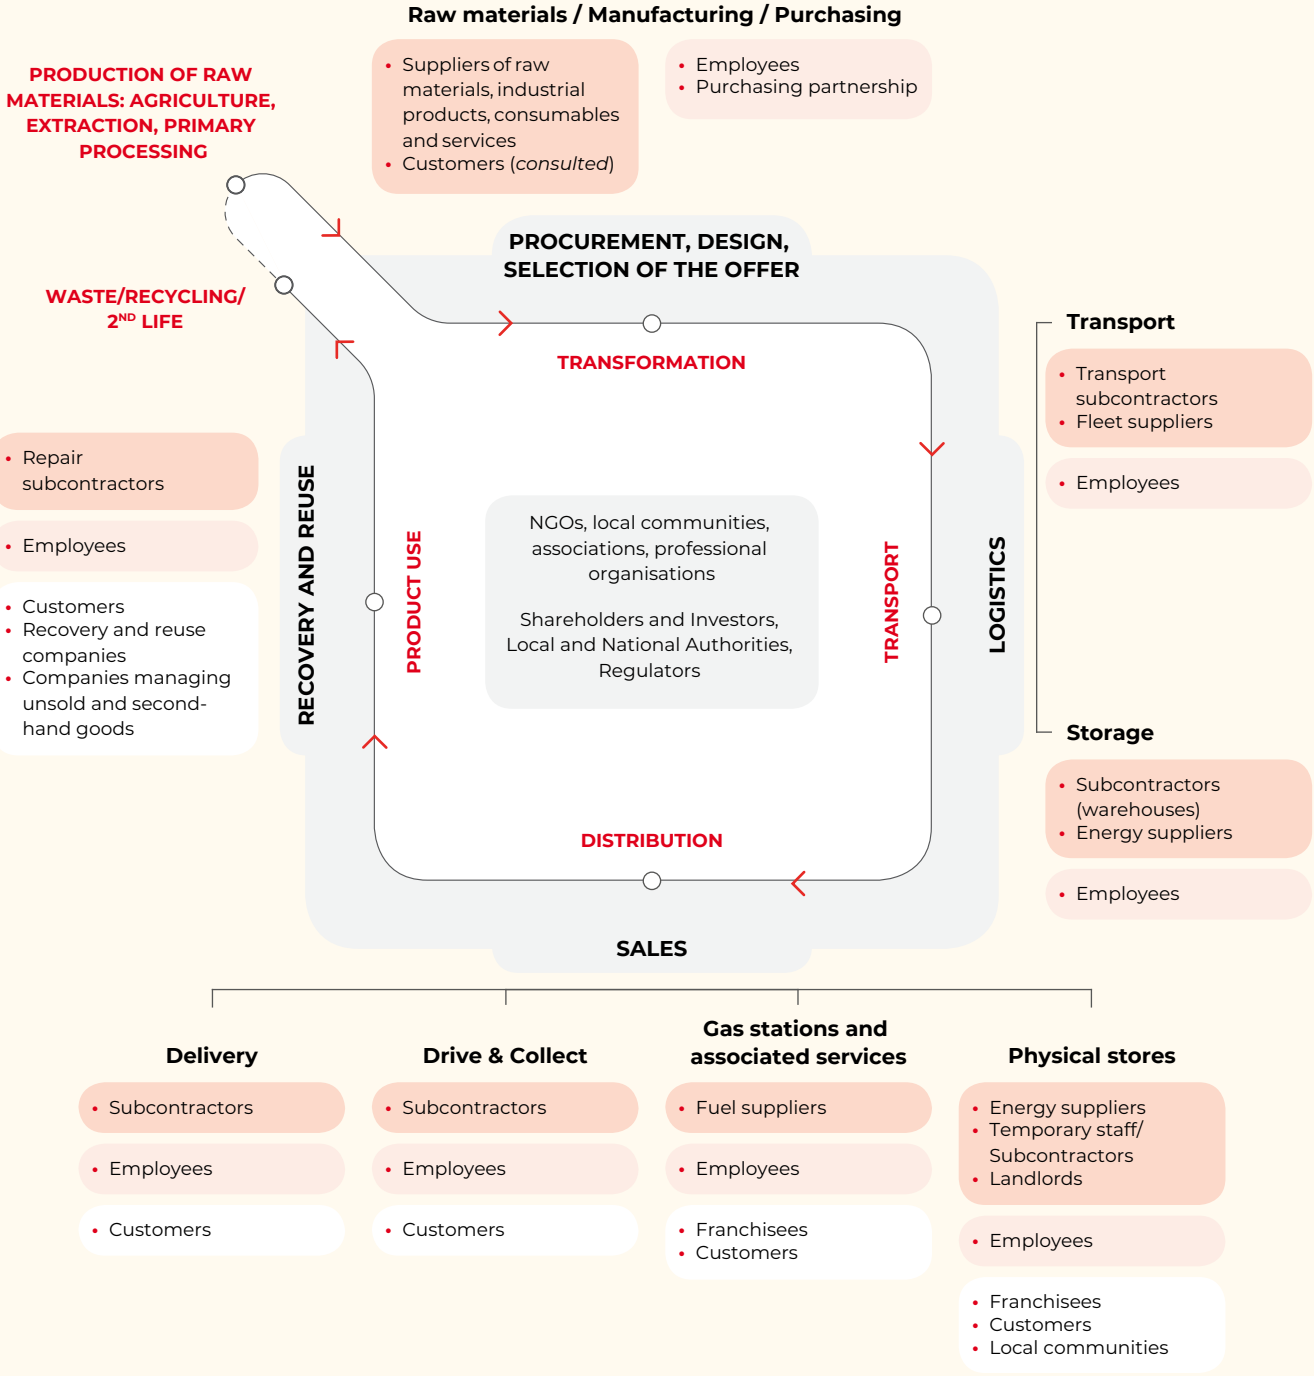 Raw materials / Manufacturing / Purchasing
• Suppliers of raw
materials, industrial
products, consumables
and services
• Customers (consulted)
• Employees
• Purchasing partnership
PRODUCTION OF RAW
MATERIALS: AGRICULTURE,
EXTRACTION, PRIMARY
PROCESSING
WASTE/RECYCLING/
2ND LIFE
PROCUREMENT, DESIGN,
SELECTION OF THE OFFER
TRANSFORMATION
Transport
• Transport
subcontractors
• Fleet suppliers
• Employees
• Repair
subcontractors
• Employees
• Customers
• Recovery and reuse
companies
• Companies managing
unsold and second-
hand goods
RECOVERY AND REUSE
PRODUCT USE
NGOs, local communities,
associations, professional
organisations
Shareholders and Investors,
Local and National Authorities,
Regulators
TRANSPORT
LOGISTICS
Storage
• Subcontractors
(warehouses)
• Energy suppliers
• Employees
DISTRIBUTION
SALES
Delivery
• Subcontractors
• Employees
• Customers
Drive & Collect
• Subcontractors
• Employees
• Customers
Gas stations and
associated services
• Fuel suppliers
• Employees
• Franchisees
• Customers
Physical stores
• Energy suppliers
• Temporary staff/
Subcontractors
• Landlords
• Employees
• Franchisees
• Customers
• Local communities